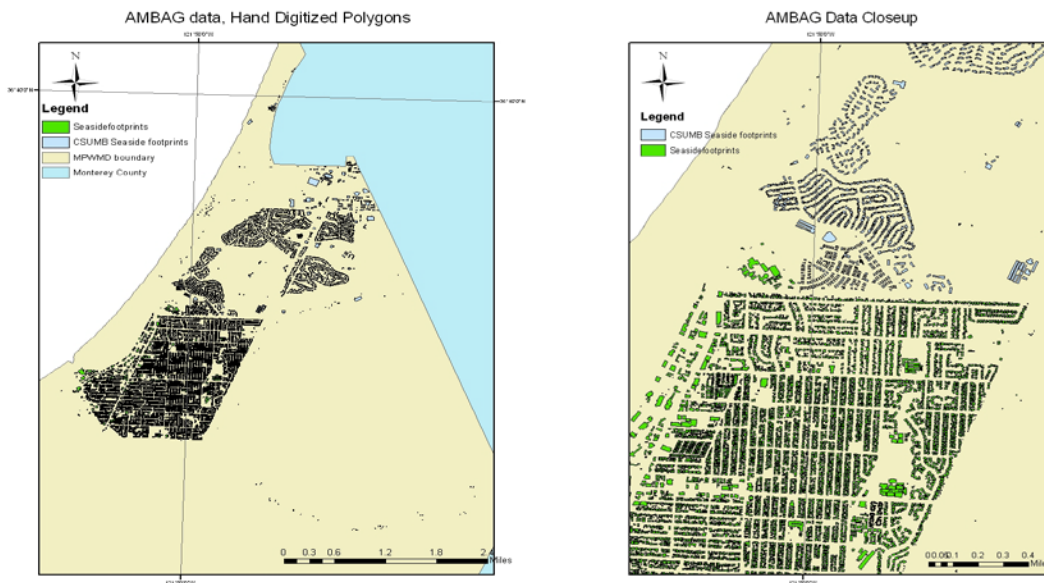 AMBAG data, Hand Digitized Polygons
N
Legend
Seasidefootprints
CSUMB Seaside footprints
MPWMD boundary
Monterey County
0 0.3 0.6 1.2 1.8 2.4
Miles
AMBAG Data Closeup
N
Legend
CSUMB Seaside footprints
Seasidefootprints
0.1 0.2 0.3 0.4